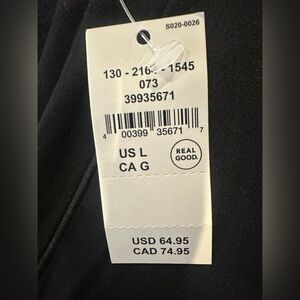 S020-0026
130 - 2161 - 1545
073
39935671
4 00399 35671 7
US L
CA G
REAL
GOOD.
USD 64.95
CAD 74.95